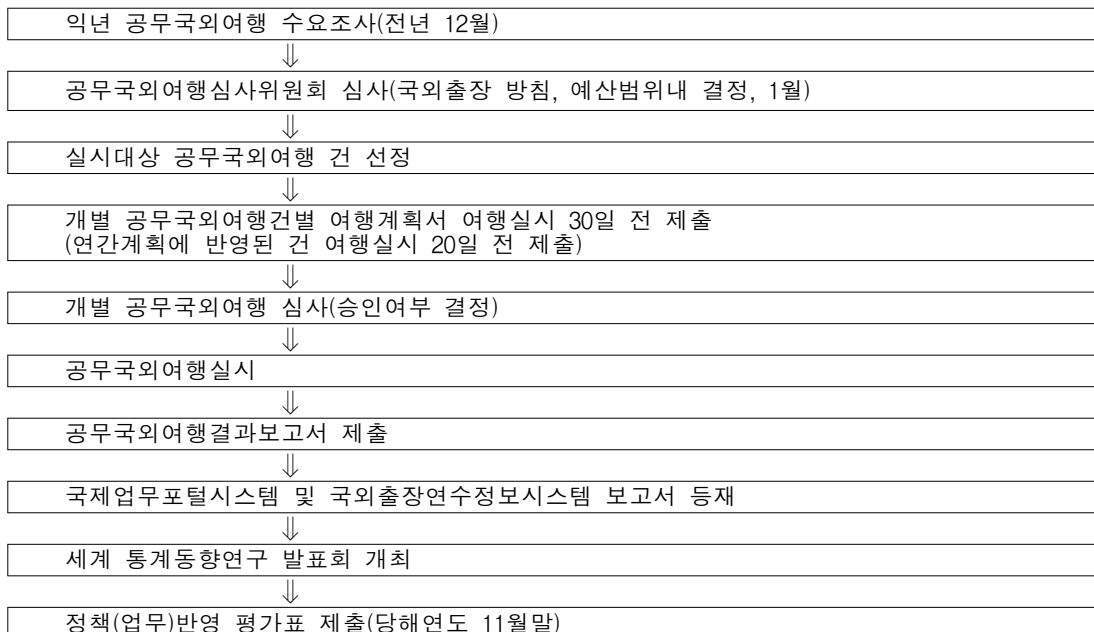 익년 공무국외여행 수요조사(전년 12월)
⇓
공무국외여행심사위원회 심사(국외출장 방침, 예산범위내 결정, 1월)
⇓
실시대상 공무국외여행 건 선정
⇓
개별 공무국외여행건별 여행계획서 여행실시 30일 전 제출
(연간계획에 반영된 건 여행실시 20일 전 제출)
⇓
개별 공무국외여행 심사(승인여부 결정)
⇓
공무국외여행실시
⇓
공무국외여행결과보고서 제출
⇓
국제업무포털시스템 및 국외출장연수정보시스템 보고서 등재
⇓
세계 통계동향연구 발표회 개최
⇓
정책(업무)반영 평가표 제출(당해연도 11월말)